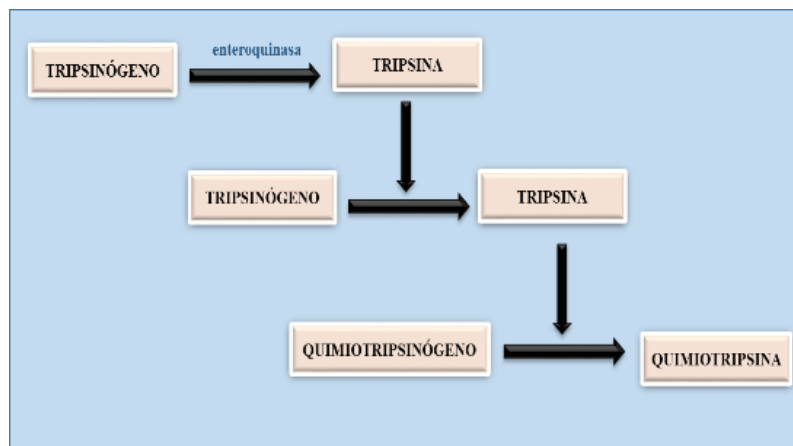 enteroquinasa
TRIPSINÓGENO
TRIPSINA
TRIPSINÓGENO
TRIPSINA
QUIMIOTRIPSINÓGENO
QUIMIOTRIPSINA